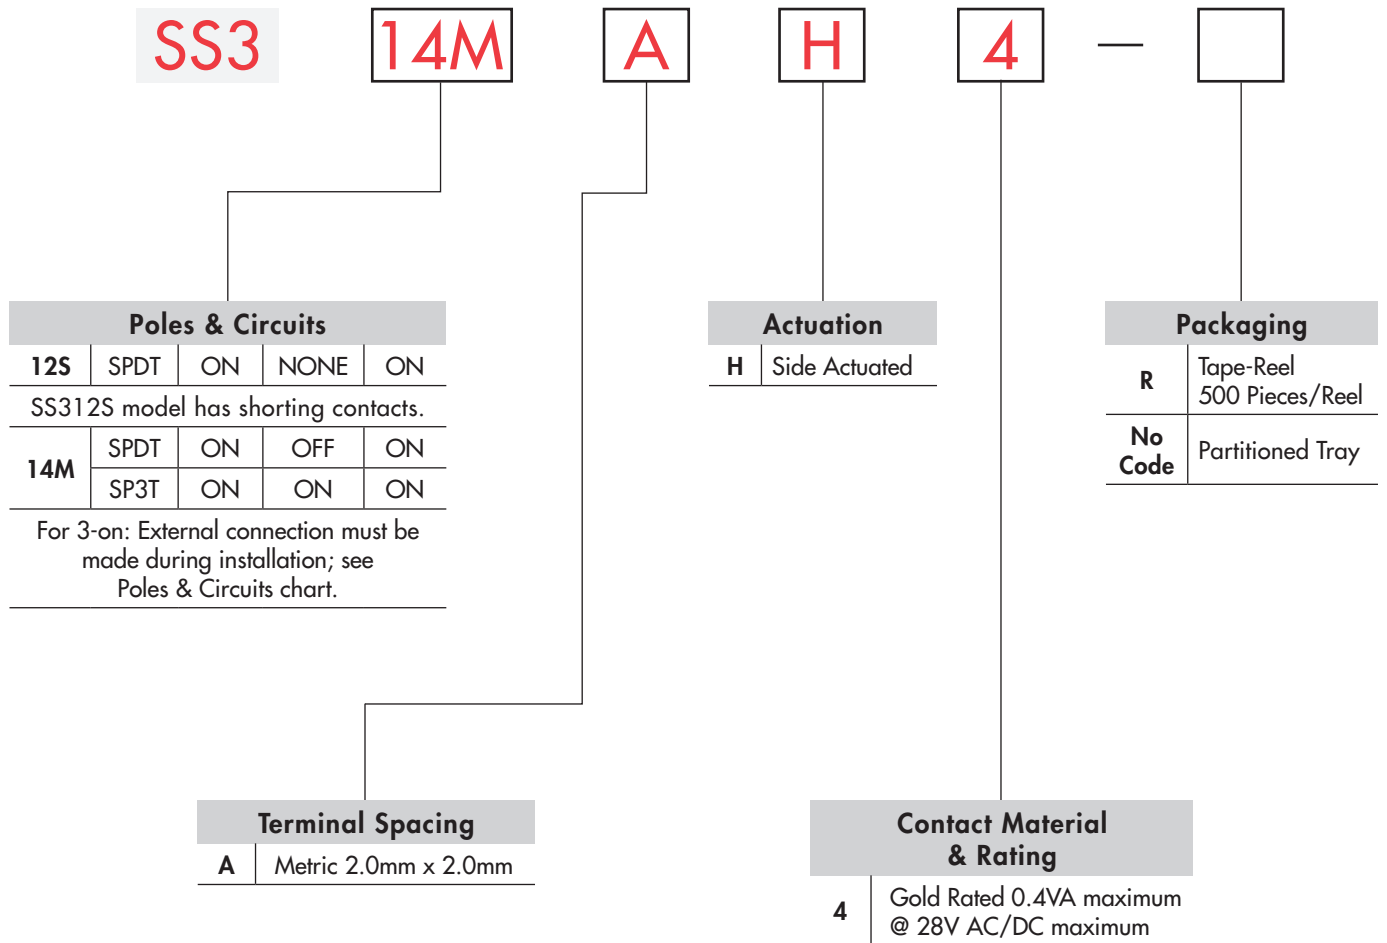 SS3 14M A H 4 —
Poles & Circuits
12S SPDT ON NONE ON
SS312S model has shorting contacts.
14M SPDT ON OFF ON
SP3T ON ON ON
For 3-on: External connection must be
made during installation; see
Poles & Circuits chart.
Actuation
H Side Actuated
Packaging
R Tape-Reel
500 Pieces/Reel
No
Code Partitioned Tray
Terminal Spacing
A Metric 2.0mm x 2.0mm
Contact Material
& Rating
4 Gold Rated 0.4VA maximum
@ 28V AC/DC maximum